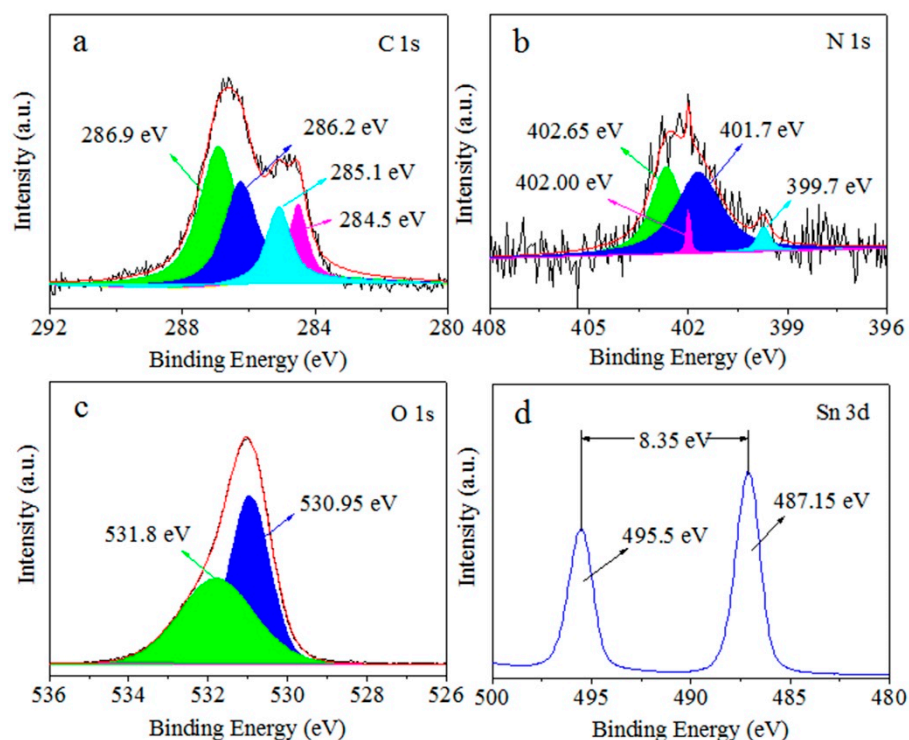 a
C 1s
286.9 eV
286.2 eV
285.1 eV
284.5 eV
Intensity (a.u.)
292 288 284 280
Binding Energy (eV)
b
N 1s
402.65 eV
401.7 eV
402.00 eV
399.7 eV
Intensity (a.u.)
408 405 402 399 396
Binding Energy (eV)
c
O 1s
530.95 eV
531.8 eV
Intensity (a.u.)
536 534 532 530 528 526
Binding Energy (eV)
d
Sn 3d
8.35 eV
487.15 eV
495.5 eV
Intensity (a.u.)
500 495 490 485 480
Binding Energy (eV)